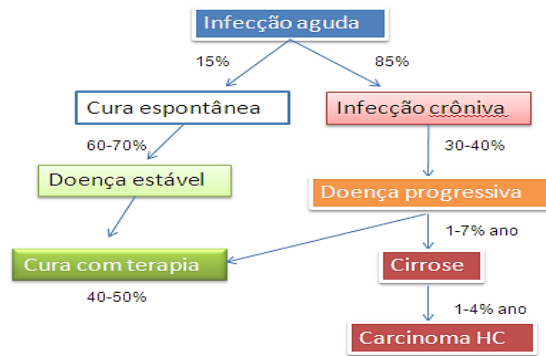 Infecção aguda
15%
85%
Cura espontânea
Infecção crôniva
60-70%
30-40%
Doença estável
Doença progressiva
1-7% ano
Cura com terapia
Cirrose
40-50%
1-4% ano
Carcinoma HC